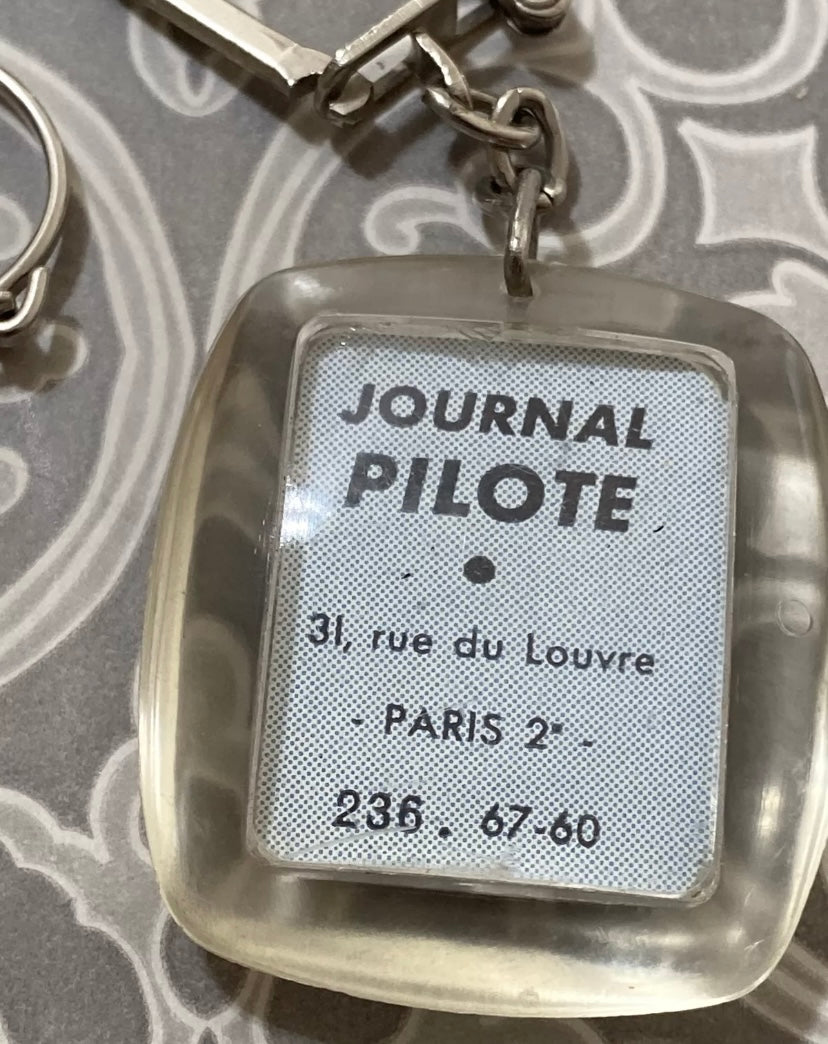 JOURNAL
PILOTE
●
31, rue du Louvre
- PARIS 2e -
236. 67-60